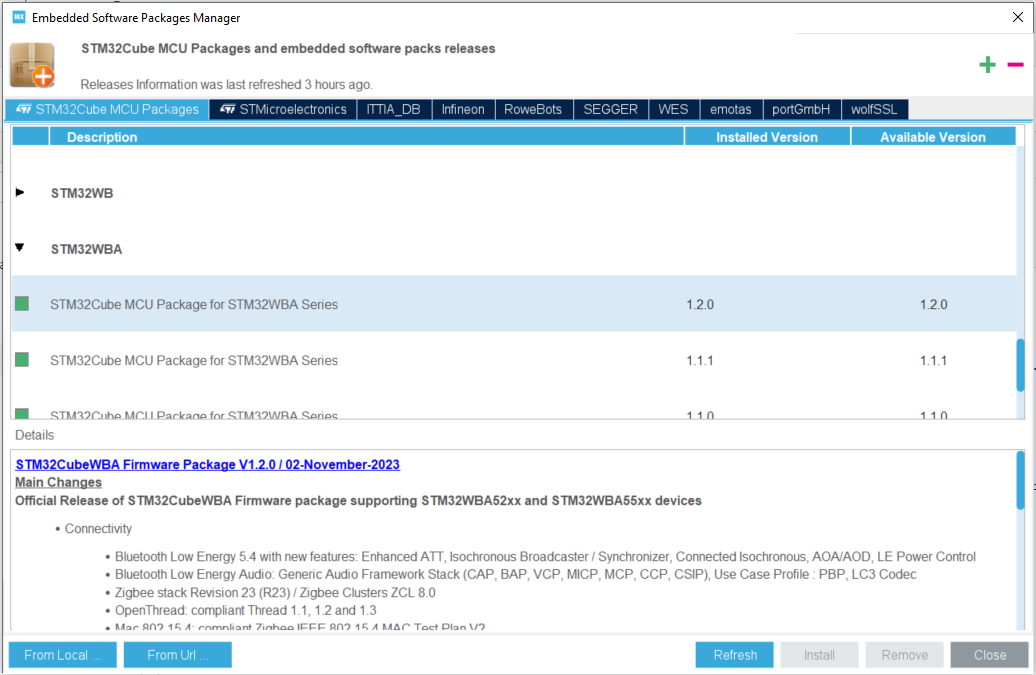 MX Embedded Software Packages Manager
STM32Cube MCU Packages and embedded software packs releases
Releases Information was last refreshed 3 hours ago.
STM32Cube MCU Packages STMicroelectronics ITTIA_DB Infineon RoweBots SEGGER WES emotas portGmbH wolfSSL
Description Installed Version Available Version
STM32WB
STM32WBA
STM32Cube MCU Package for STM32WBA Series 1.2.0 1.2.0
STM32Cube MCU Package for STM32WBA Series 1.1.1 1.1.1
STM32Cube MCU Package for STM32WBA Series 1.1.0 1.1.0
Details
STM32CubeWBA Firmware Package V1.2.0 / 02-November-2023
Main Changes
Official Release of STM32CubeWBA Firmware package supporting STM32WBA52xx and STM32WBA55xx devices
• Connectivity
• Bluetooth Low Energy 5.4 with new features: Enhanced ATT, Isochronous Broadcaster / Synchronizer, Connected Isochronous, AOA/AOD, LE Power Control
• Bluetooth Low Energy Audio: Generic Audio Framework Stack (CAP, BAP, VCP, MICP, MCP, CCP, CSIP), Use Case Profile : PBP, LC3 Codec
• Zigbee stack Revision 23 (R23) / Zigbee Clusters ZCL 8.0
• OpenThread: compliant Thread 1.1, 1.2 and 1.3
• Mac 802.15.4: compliant Zigbee IEEE 802.15.4 MAC Test Plan V2
From Local ... From Url ... Refresh Install Remove Close